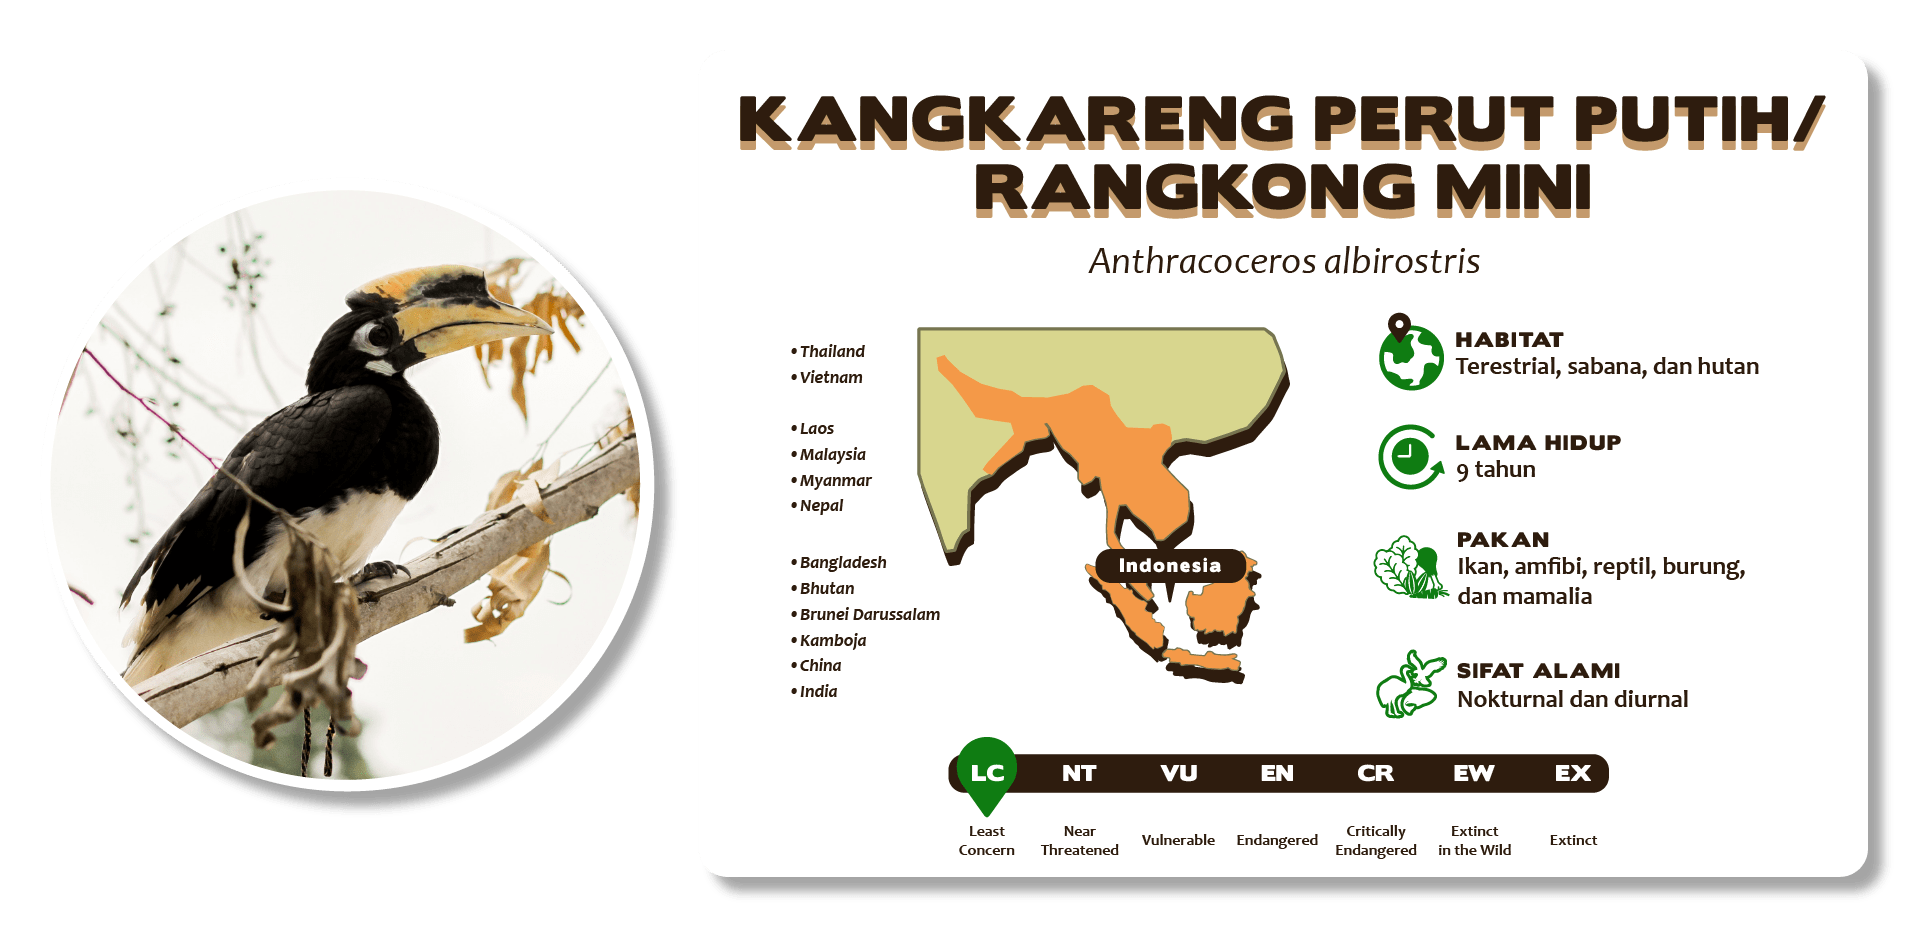 KANGKARENG PERUT PUTIH/
RANGKONG MINI
Anthracoceros albirostris
• Thailand
• Vietnam
• Laos
• Malaysia
• Myanmar
• Nepal
• Bangladesh
• Bhutan
• Brunei Darussalam
• Kamboja
• China
• India
Indonesia
HABITAT
Terestrial, sabana, dan hutan
LAMA HIDUP
9 tahun
PAKAN
Ikan, amfibi, reptil, burung,
dan mamalia
SIFAT ALAMI
Nokturnal dan diurnal
LC NT VU EN CR EW EX
Least Concern
Near Threatened
Vulnerable
Endangered
Critically Endangered
Extinct in the Wild
Extinct